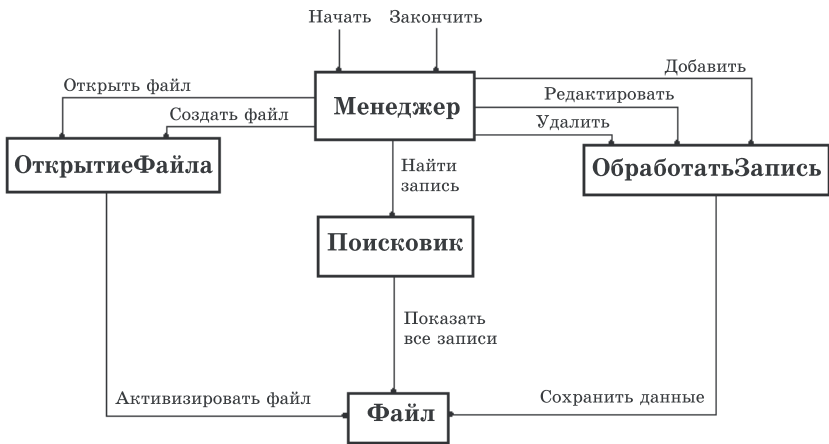 Начать Закончить
Открыть файл
Добавить
Менеджер
Редактировать
Создать файл
Удалить
ОткрытиеФайла
Найти
запись
ОбработатьЗапись
Поисковик
Показать
все записи
Активизировать файл
Сохранить данные
Файл